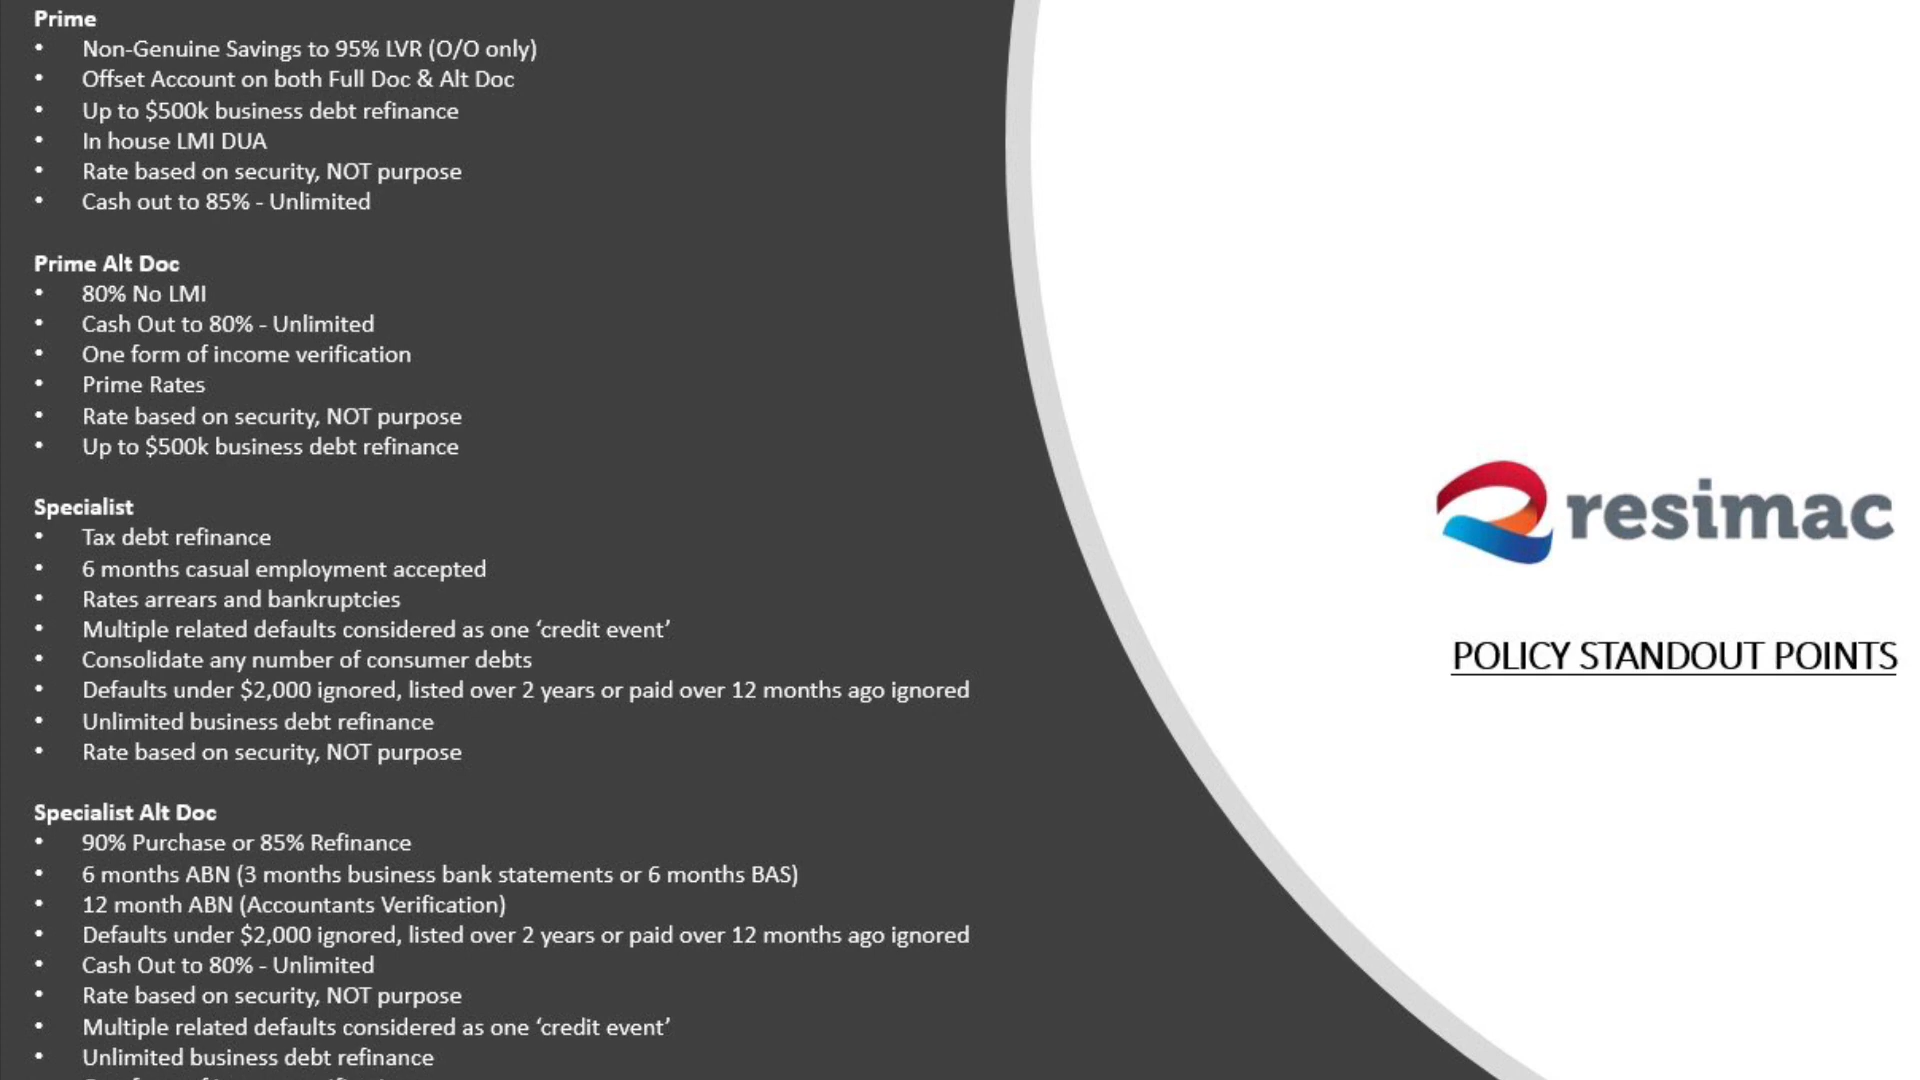 Prime
• Non-Genuine Savings to 95% LVR (O/O only)
• Offset Account on both Full Doc & Alt Doc
• Up to $500k business debt refinance
• In house LMI DUA
• Rate based on security, NOT purpose
• Cash out to 85% - Unlimited
Prime Alt Doc
• 80% No LMI
• Cash Out to 80% - Unlimited
• One form of income verification
• Prime Rates
• Rate based on security, NOT purpose
• Up to $500k business debt refinance
Specialist
• Tax debt refinance
• 6 months casual employment accepted
• Rates arrears and bankruptcies
• Multiple related defaults considered as one ‘credit event’
• Consolidate any number of consumer debts
• Defaults under $2,000 ignored, listed over 2 years or paid over 12 months ago ignored
• Unlimited business debt refinance
• Rate based on security, NOT purpose
Specialist Alt Doc
• 90% Purchase or 85% Refinance
• 6 months ABN (3 months business bank statements or 6 months BAS)
• 12 month ABN (Accountants Verification)
• Defaults under $2,000 ignored, listed over 2 years or paid over 12 months ago ignored
• Cash Out to 80% - Unlimited
• Rate based on security, NOT purpose
• Multiple related defaults considered as one ‘credit event’
• Unlimited business debt refinance
resimac
POLICY STANDOUT POINTS